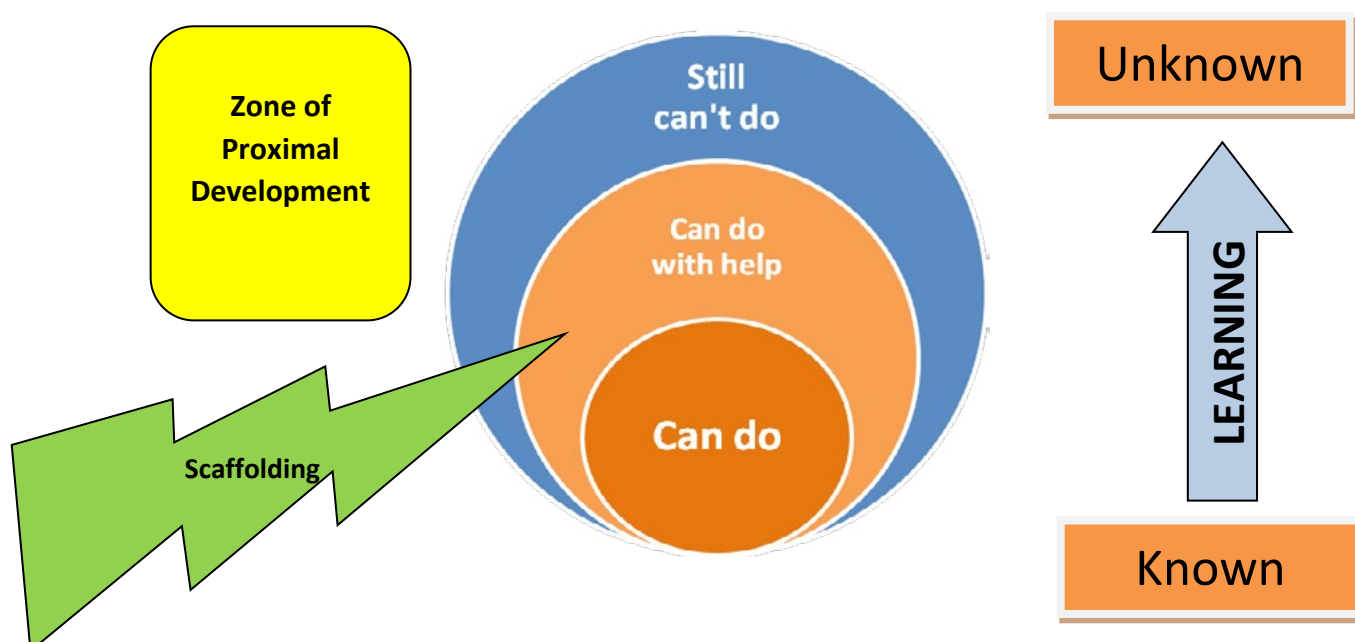 Zone of
Proximal
Development
Still
can't do
Can do
with help
Can do
Scaffolding
Unknown
LEARNING
Known